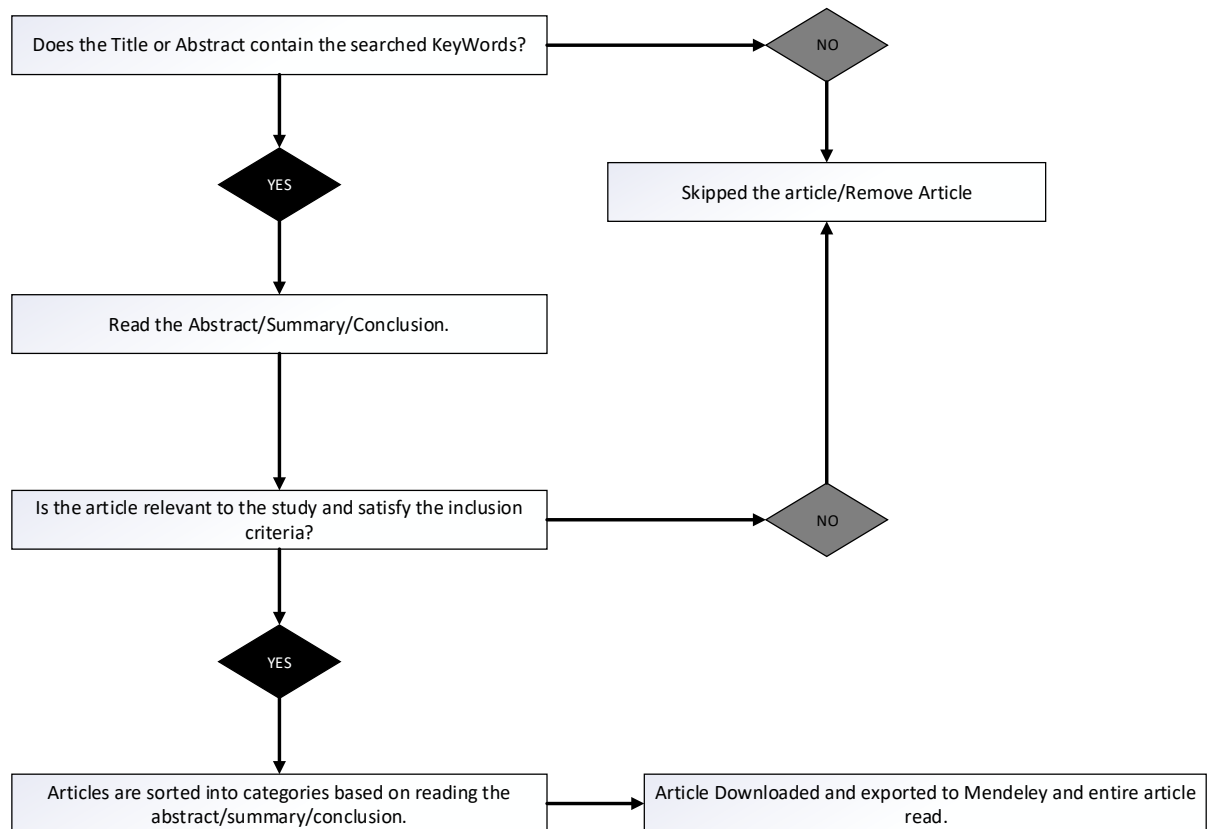 Does the Title or Abstract contain the searched KeyWords?
NO
YES
Skipped the article/Remove Article
Read the Abstract/Summary/Conclusion.
Is the article relevant to the study and satisfy the inclusion
criteria?
NO
YES
Articles are sorted into categories based on reading the
abstract/summary/conclusion.
Article Downloaded and exported to Mendeley and entire article
read.